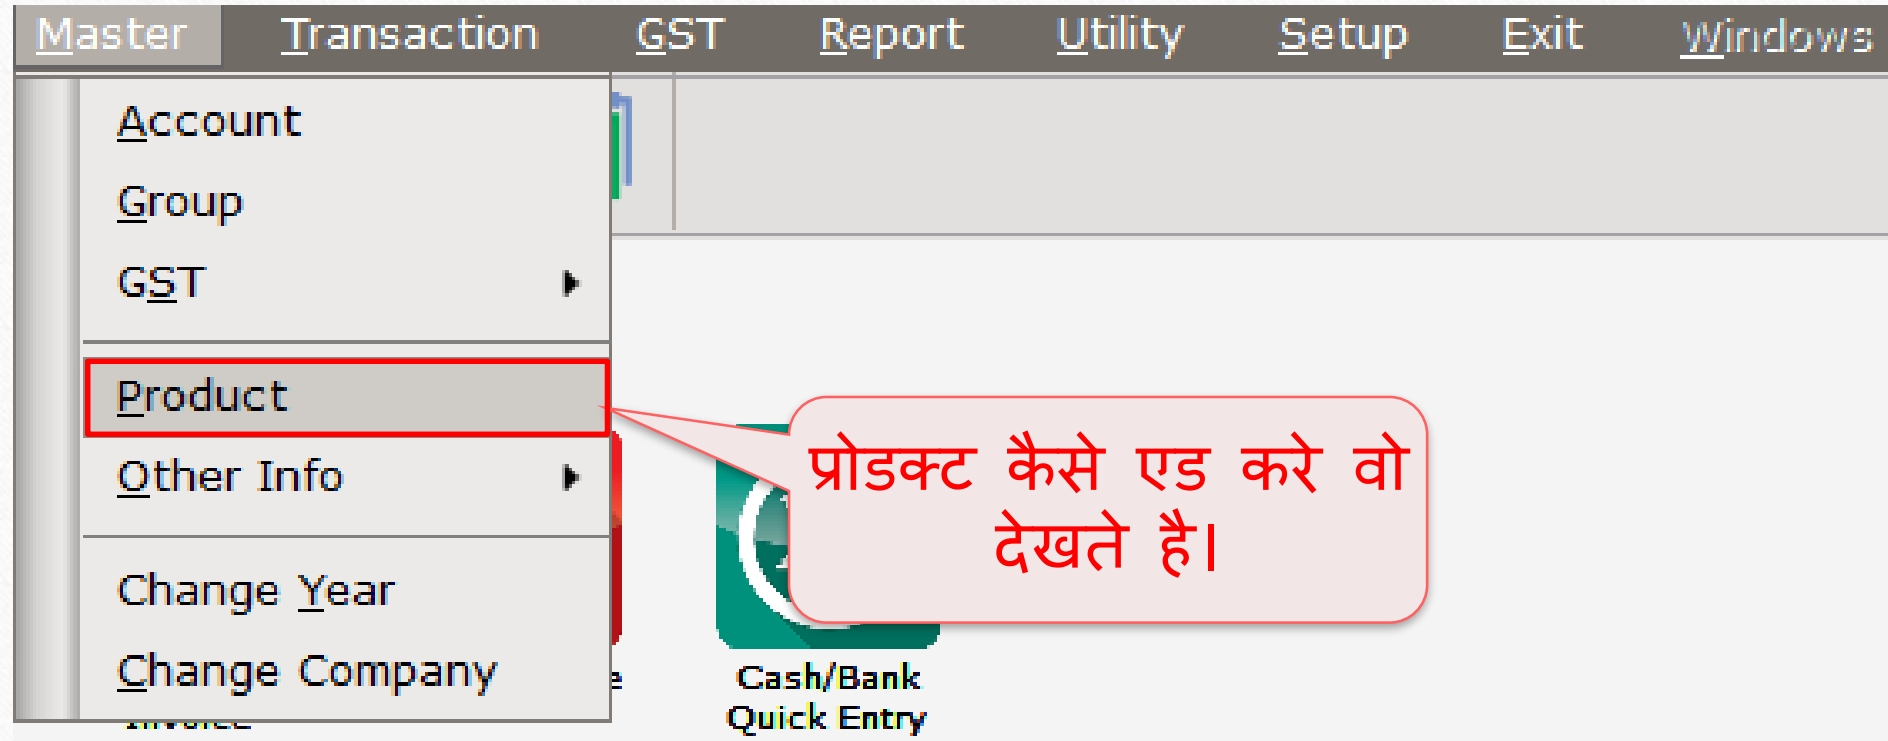 Master Transaction GST Report Utility Setup Exit Windows
Account
Group
GST
Product
Other Info
Change Year
Change Company
प्रोडक्ट कैसे एड करे वो
देखते है।
Cash/Bank
Quick Entry